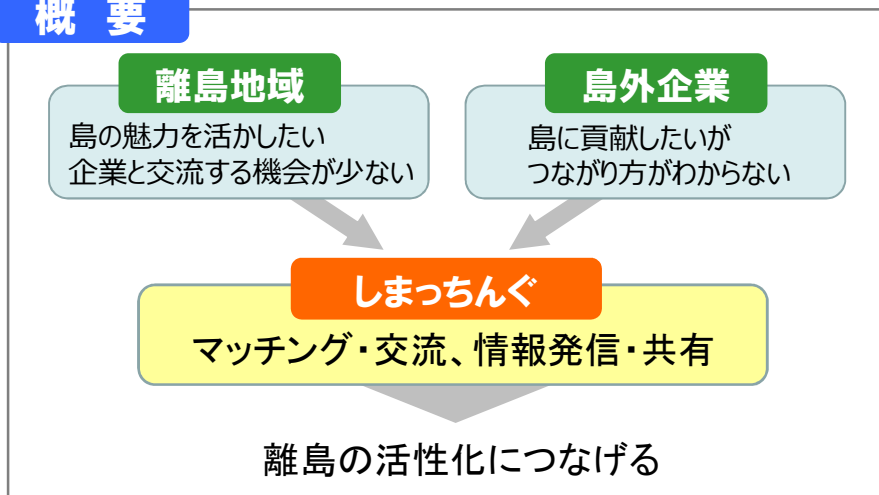 概 要
離島地域
島の魅力を活かしたい
企業と交流する機会が少ない
島外企業
島に貢献したいが
つながり方がわからない
しまっちんぐ
マッチング・交流、情報発信・共有
離島の活性化につなげる